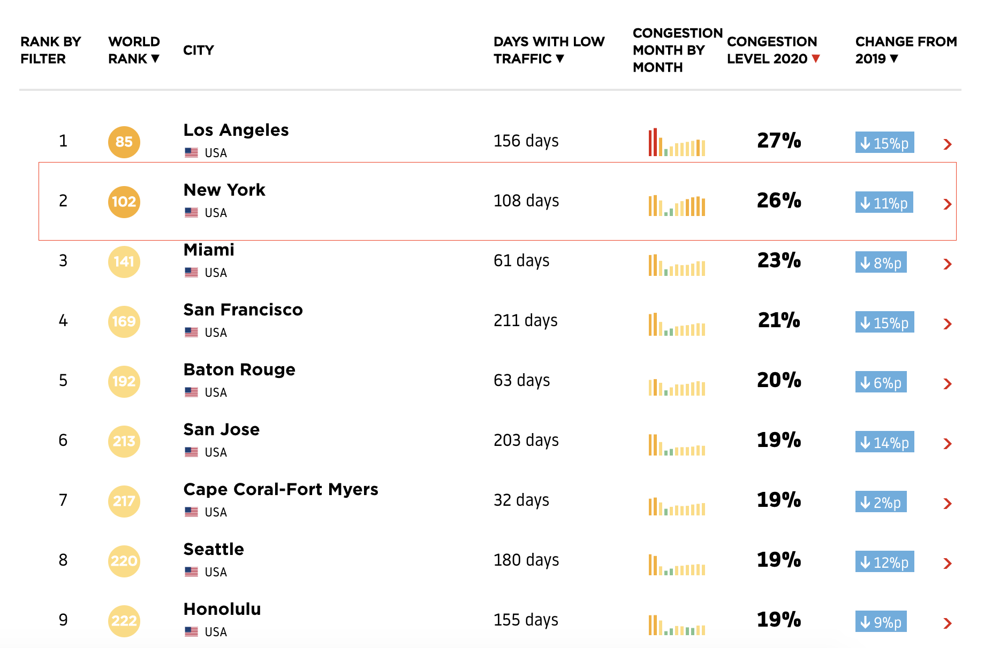 RANK BY FILTER WORLD RANK ▼ CITY DAYS WITH LOW TRAFFIC ▼ CONGESTION MONTH BY MONTH CONGESTION LEVEL 2020 ▼ CHANGE FROM 2019 ▼
1 85 Los Angeles 156 days 27% ↓ 15%p
USA
2 102 New York 108 days 26% ↓ 11%p
USA
3 141 Miami 61 days 23% ↓ 8%p
USA
4 169 San Francisco 211 days 21% ↓ 15%p
USA
5 192 Baton Rouge 63 days 20% ↓ 6%p
USA
6 213 San Jose 203 days 19% ↓ 14%p
USA
7 217 Cape Coral-Fort Myers 32 days 19% ↓ 2%p
USA
8 220 Seattle 180 days 19% ↓ 12%p
USA
9 222 Honolulu 155 days 19% ↓ 9%p
USA